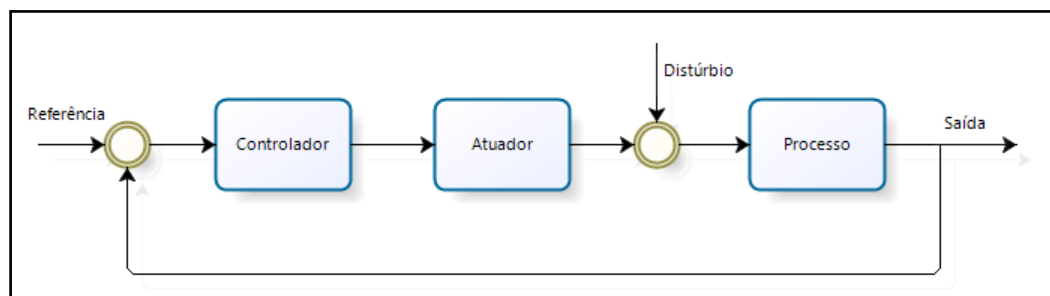 Distúrbio
Referência
Controlador
Atuador
Processo
Saída